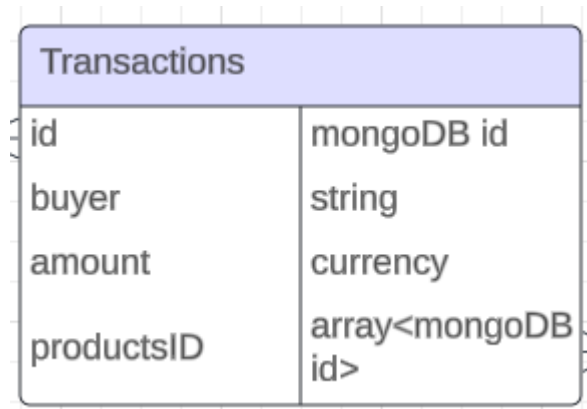 Transactions
id mongoDB id
buyer string
amount currency
productsID array<mongoDB
id>